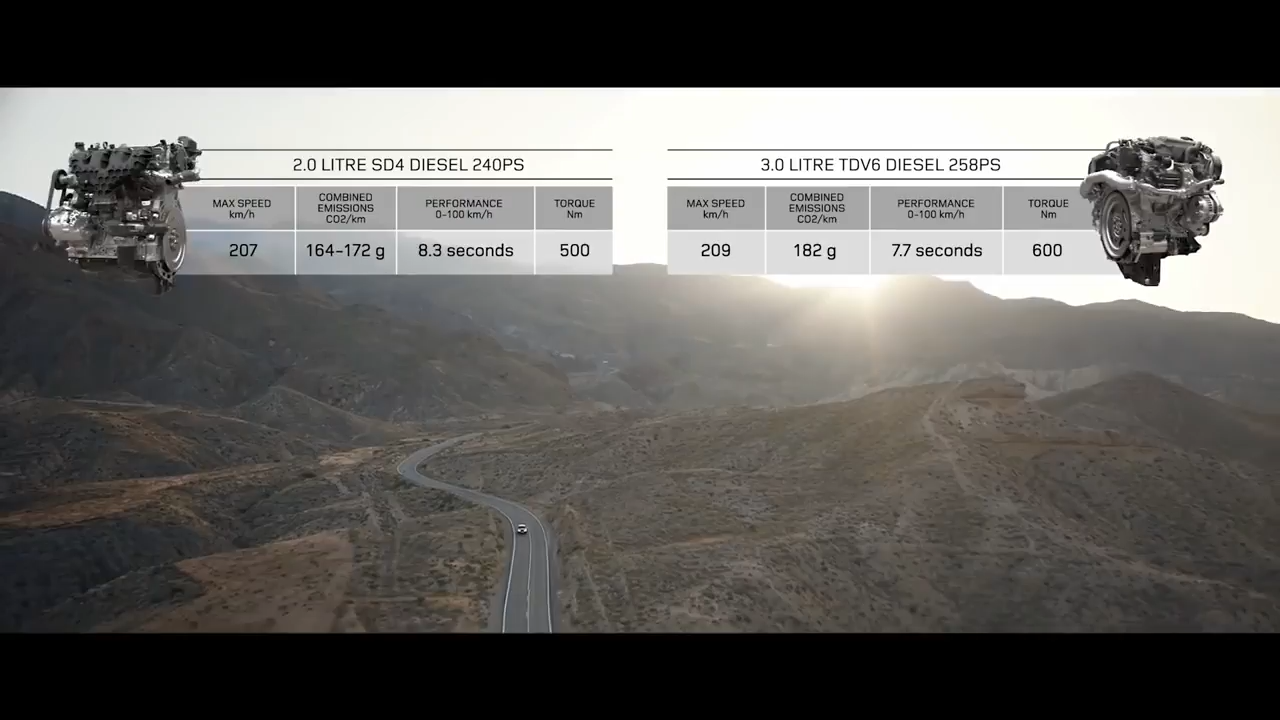 2.0 LITRE SD4 DIESEL 240PS
MAX SPEED
km/h
COMBINED
EMISSIONS
CO2/km
PERFORMANCE
0-100 km/h
TORQUE
Nm
207
164-172 g
8.3 seconds
500
3.0 LITRE TDV6 DIESEL 258PS
MAX SPEED
km/h
COMBINED
EMISSIONS
CO2/km
PERFORMANCE
0-100 km/h
TORQUE
Nm
209
182 g
7.7 seconds
600